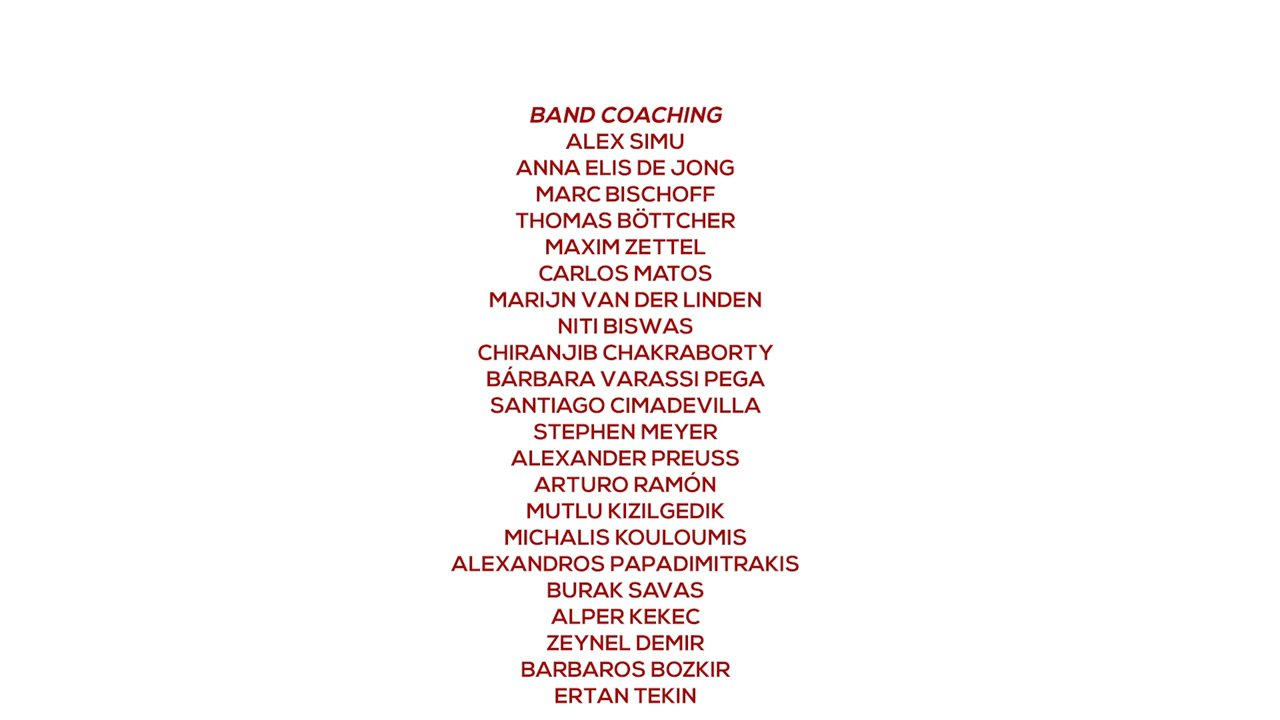 BAND COACHING
ALEX SIMU
ANNA ELIS DE JONG
MARC BISCHOFF
THOMAS BÖTTCHER
MAXIM ZETTEL
CARLOS MATOS
MARIJN VAN DER LINDEN
NITI BISWAS
CHIRANJIB CHAKRABORTY
BÁRBARA VARASSI PEGA
SANTIAGO CIMADEVILLA
STEPHEN MEYER
ALEXANDER PREUSS
ARTURO RAMÓN
MUTLU KIZILGEDIK
MICHALIS KOULOUMIS
ALEXANDROS PAPADIMITRAKIS
BURAK SAVAS
ALPER KEKEC
ZEYNEL DEMIR
BARBAROS BOZKIR
ERTAN TEKIN